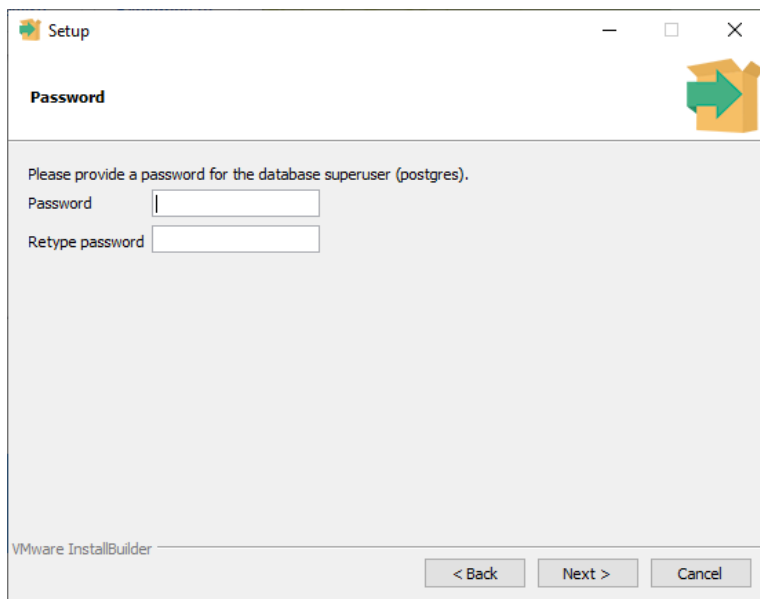 Setup
Password
Please provide a password for the database superuser (postgres).
Password
Retype password
VMware InstallBuilder
< Back
Next >
Cancel